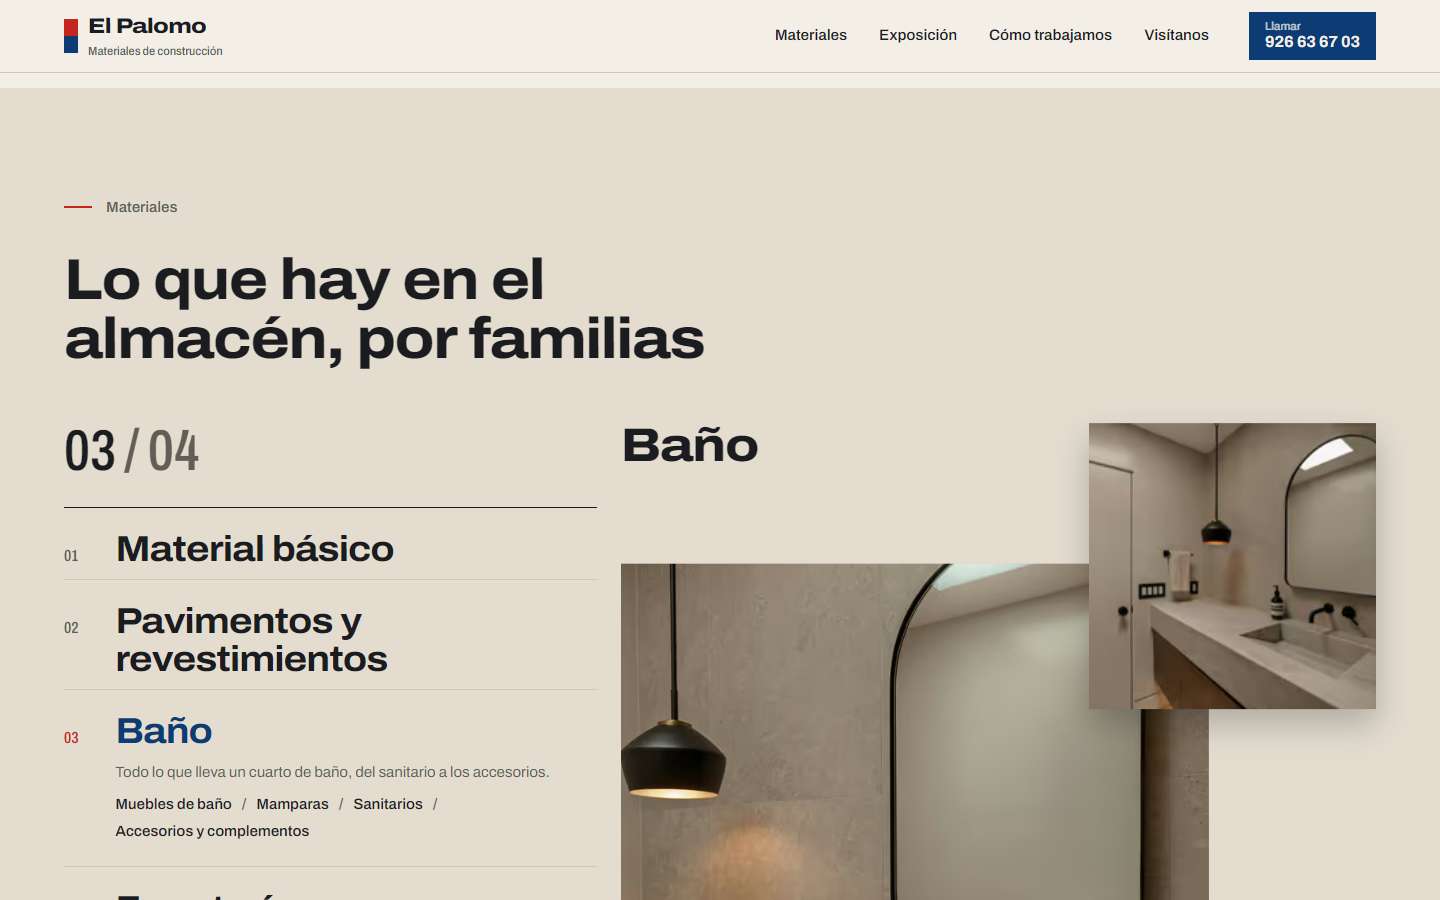 El Palomo
Materiales de construcción
Materiales
Exposición
Cómo trabajamos
Visítanos
Llamar
926 63 67 03
Materiales
Lo que hay en el
almacén, por familias
03 / 04
01 Material básico
02 Pavimentos y
revestimientos
03 Baño
Todo lo que lleva un cuarto de baño, del sanitario a los accesorios.
Muebles de baño / Mamparas / Sanitarios /
Accesorios y complementos
Baño